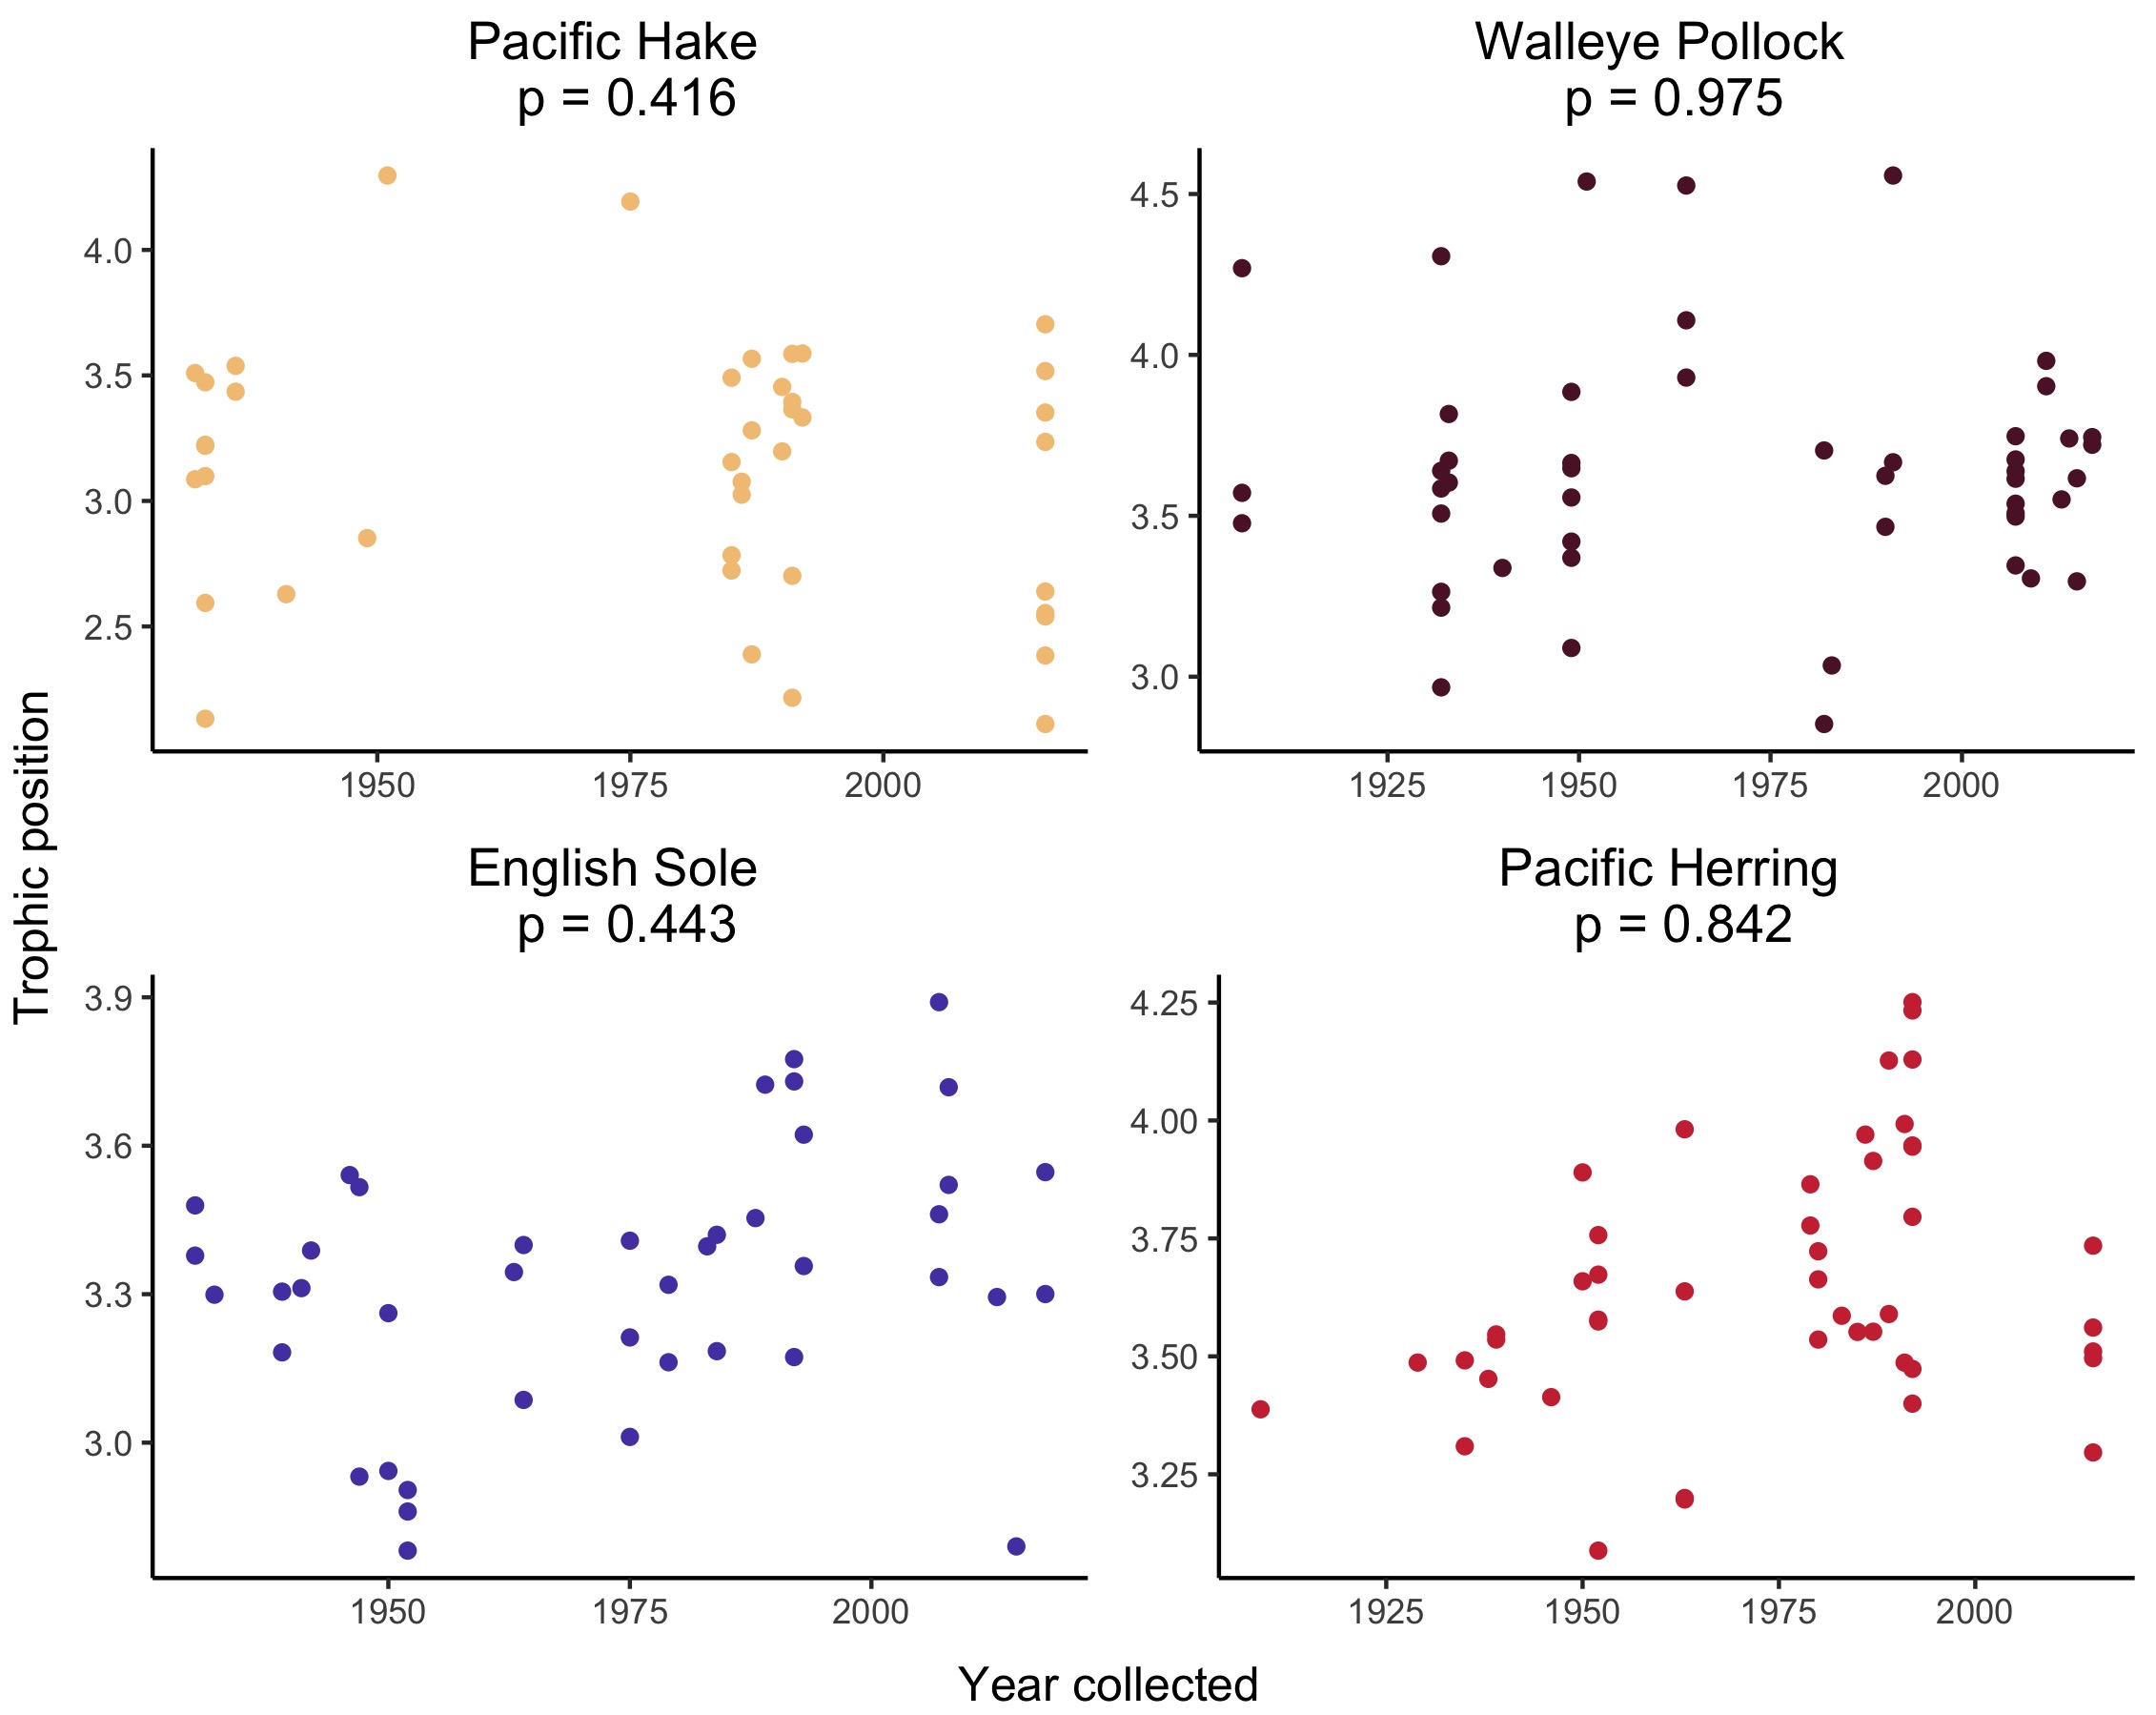 Pacific Hake
p = 0.416
4.0
3.5
3.0
2.5
1950 1975 2000
Walleye Pollock
p = 0.975
4.5
4.0
3.5
3.0
1925 1950 1975 2000
Trophic position
English Sole
p = 0.443
3.9
3.6
3.3
3.0
1950 1975 2000
Pacific Herring
p = 0.842
4.25
4.00
3.75
3.50
3.25
1925 1950 1975 2000
Year collected